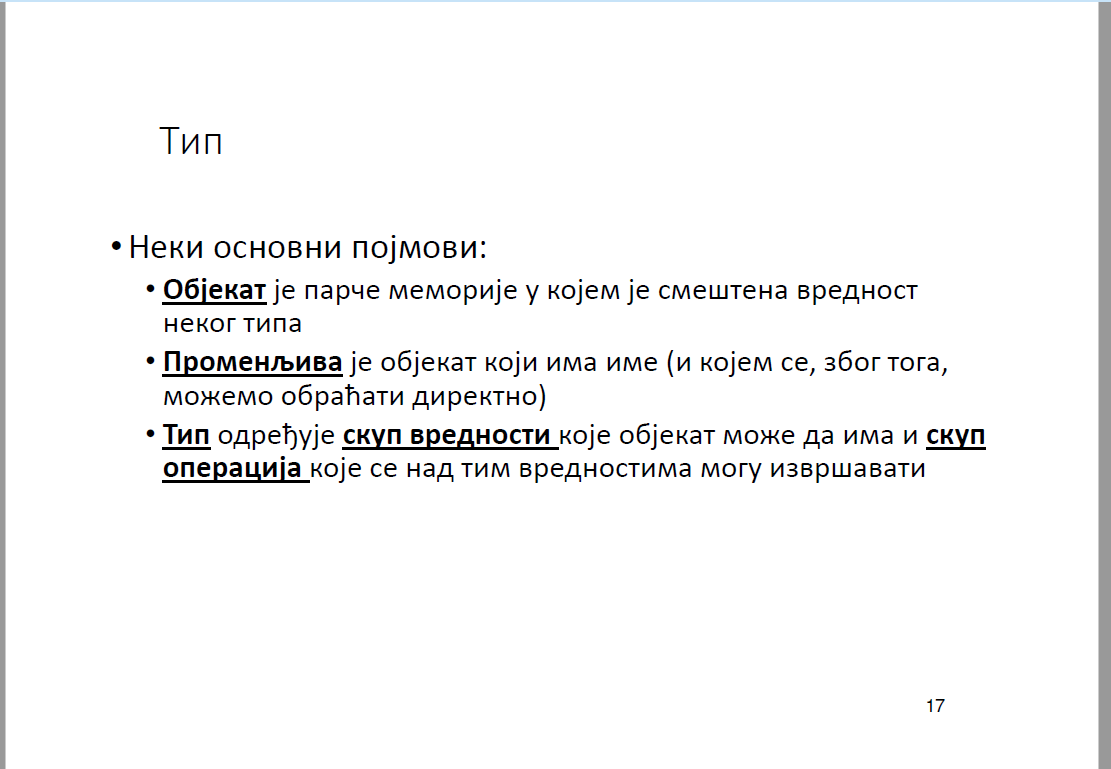 Тип
• Неки основни појмови:
• Објекат је парче меморије у којем је смештена вредност
неког типа
• Променљива је објекат који има име (и којем се, због тога,
можемо обраћати директно)
• Тип одређује скуп вредности које објекат може да има и скуп
операција које се над тим вредностима могу извршавати
17